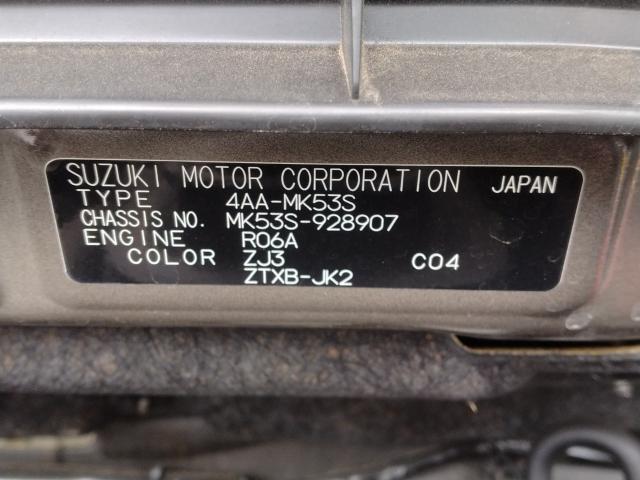 SUZUKI MOTOR CORPORATION JAPAN
TYPE 4AA-MK53S
CHASSIS NO. MK53S-928907
ENGINE R06A
COLOR ZJ3 C04
ZTXB-JK2